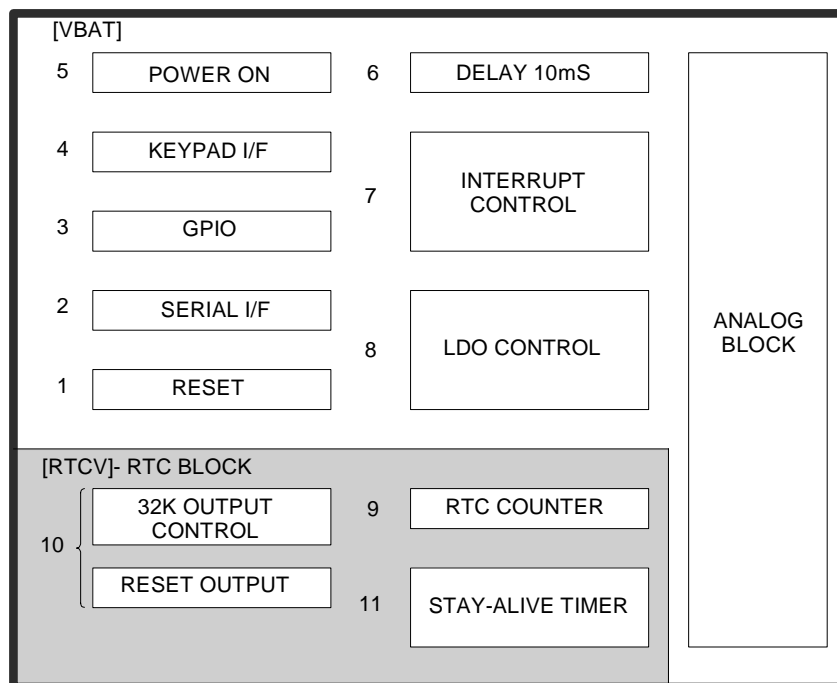 [VBAT]
5 POWER ON
6 DELAY 10mS
4 KEYPAD I/F
7 INTERRUPT
CONTROL
3 GPIO
2 SERIAL I/F
8 LDO CONTROL
1 RESET
ANALOG
BLOCK
[RTCV]- RTC BLOCK
10
32K OUTPUT
CONTROL
RESET OUTPUT
9 RTC COUNTER
11 STAY-ALIVE TIMER